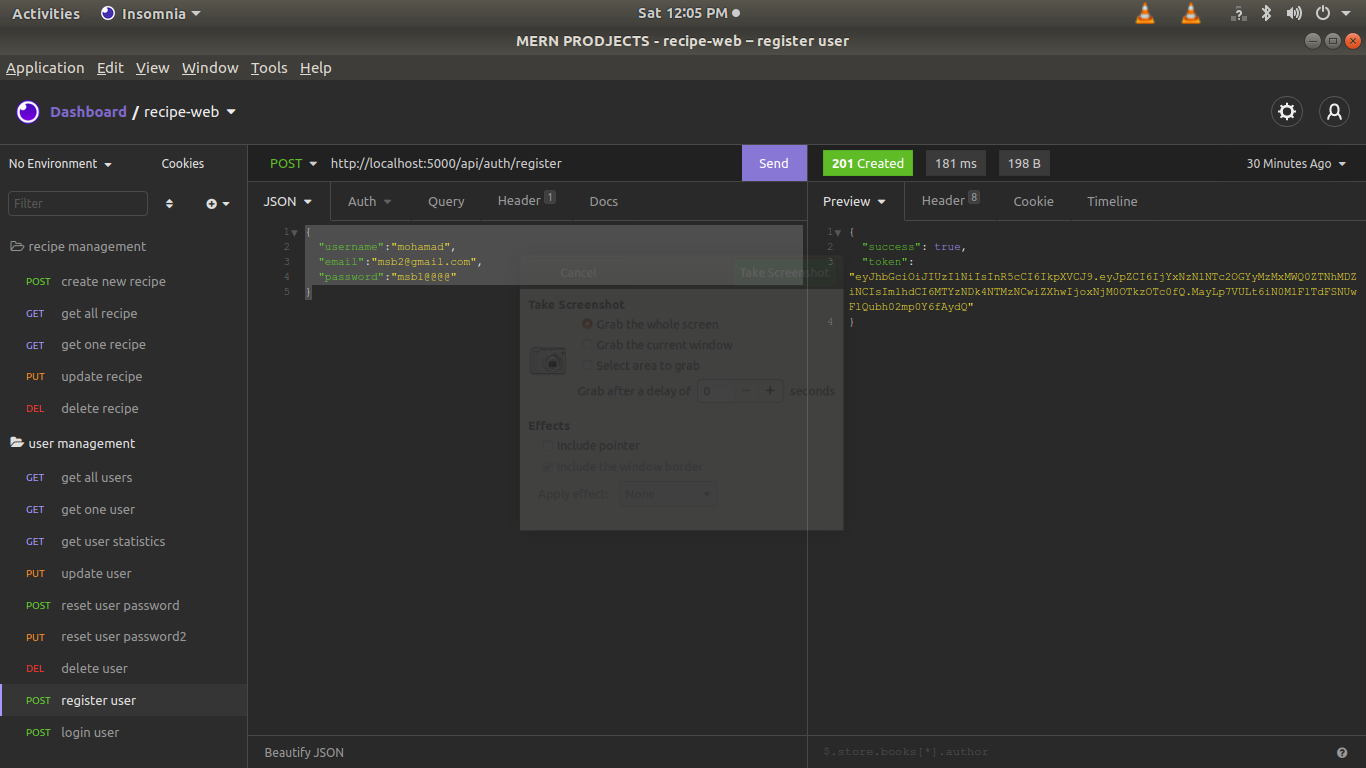 Activities
Insomnia
Sat 12:05 PM
MERN PRODJECTS - recipe-web – register user
Application Edit View Window Tools Help
Dashboard / recipe-web
No Environment
Cookies
Filter
recipe management
POST create new recipe
GET get all recipe
GET get one recipe
PUT update recipe
DEL delete recipe
user management
GET get all users
GET get one user
GET get user statistics
PUT update user
POST reset user password
PUT reset user password2
DEL delete user
POST register user
POST login user
POST http://localhost:5000/api/auth/register Send
JSON Auth Query Header 1 Docs
1 {
2 "username":"mohamad",
3 "email":"msb2@gmail.com",
4 "password":"msb1@@@@"
5 }
Cancel Take Screenshot
Take Screenshot
Grab the whole screen
Grab the current window
Select area to grab
Grab after a delay of 0 − + seconds
Effects
Include pointer
Include the window border
Apply effect: None
Beautify JSON
201 Created 181 ms 198 B 30 Minutes Ago
Preview Header 8 Cookie Timeline
1 {
2 "success": true,
3 "token":
4 }
$.store.books[*].author